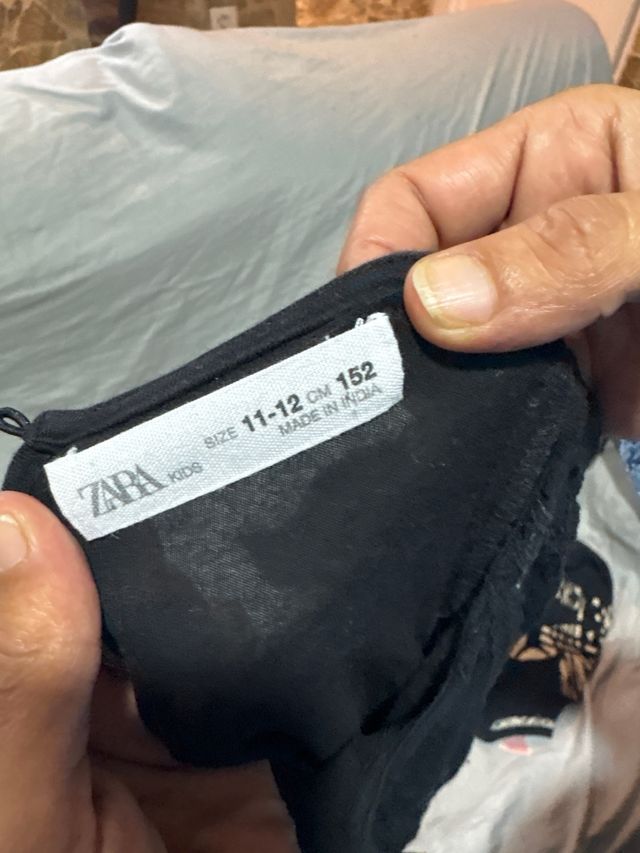 ZARA KIDS
SIZE 11-12 CM 152
MADE IN INDIA